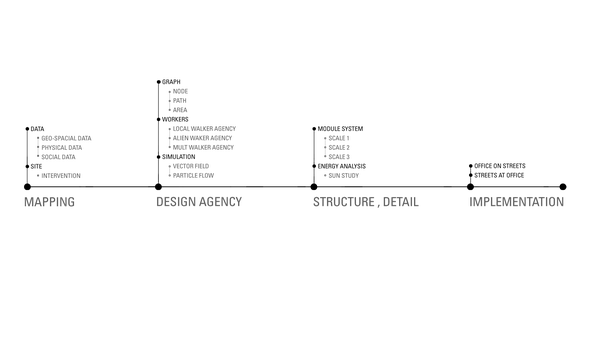 DATA
GEO-SPACIAL DATA
PHYSICAL DATA
SOCIAL DATA
SITE
INTERVENTION
MAPPING
GRAPH
NODE
PATH
AREA
WORKERS
LOCAL WALKER AGENCY
ALIEN WAKER AGENCY
MULT WALKER AGENCY
SIMULATION
VECTOR FIELD
PARTICLE FLOW
DESIGN AGENCY
MODULE SYSTEM
SCALE 1
SCALE 2
SCALE 3
ENERGY ANALYSIS
SUN STUDY
STRUCTURE , DETAIL
OFFICE ON STREETS
STREETS AT OFFICE
IMPLEMENTATION